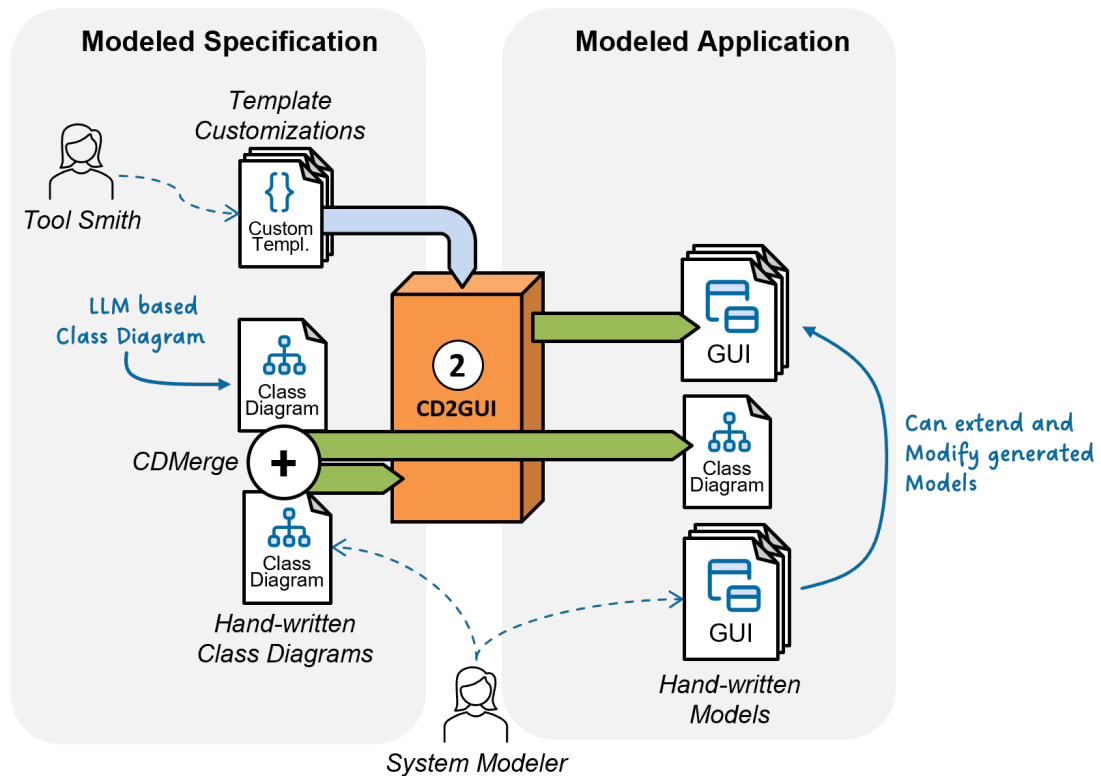 Modeled Specification
Modeled Application
Template
Customizations
Tool Smith
{}
Custom
Templ.
LLM based
Class Diagram
Class
Diagram
2
CD2GUI
GUI
CDMerge
+
Class
Diagram
Can extend and
Modify generated
Models
Class
Diagram
GUI
Hand-written
Class Diagrams
Hand-written
Models
System Modeler